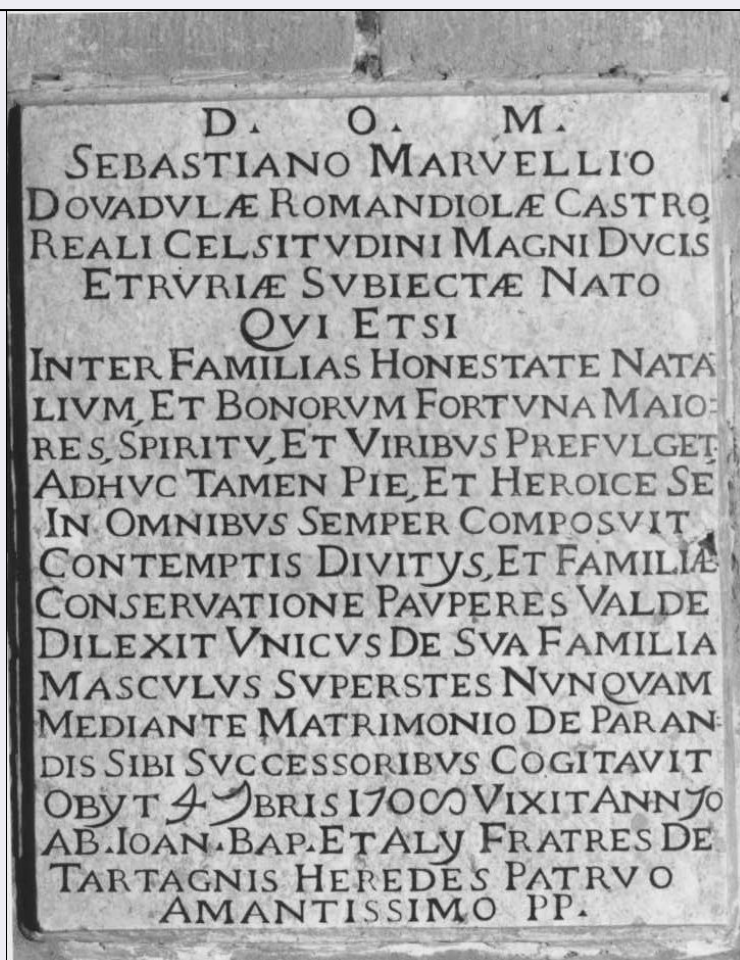 D. O. M.
SEBASTIANO MARVELLIO
DOVADVLÆ ROMANDIOLÆ CASTRO
REALI CELSITVDINI MAGNI DVCIS
ETRVRIÆ SVBIECTÆ NATO
QVI ETSI
INTER FAMILIAS HONESTATE NATA
LIVM, ET BONORVM FORTVNA MAIO=
RES, SPIRITV, ET VIRIBVS PREFVLGET,
ADHVC TAMEN PIE, ET HEROICE SE
IN OMNIBVS SEMPER COMPOSVIT
CONTEMPTIS DIVITYS, ET FAMILIÆ
CONSERVATIONE PAVPERES VALDE
DILEXIT VNICVS DE SVA FAMILIA
MASCVLVS SVPERSTES NVNQVAM
MEDIANTE MATRIMONIO DE PARAN=
DIS SIBI SVCCESSORIBVS COGITAVIT
OBYT 4 9BRIS 1708 VIXIT ANN 70
AB. IOAN. BAP. ET ALY FRATRES DE
TARTAGNIS HEREDES PATRVO
AMANTISSIMO PP.